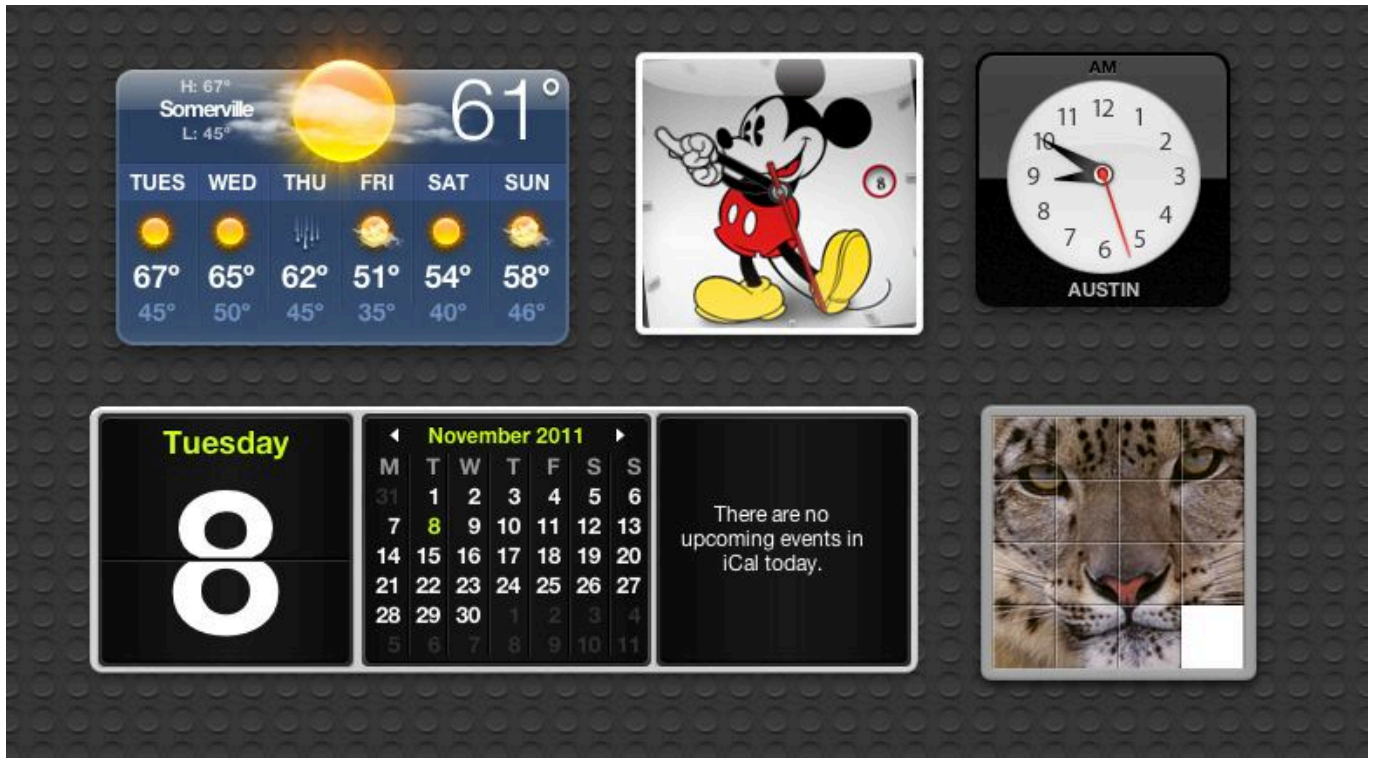 H: 67°
Somerville
L: 45°
61°
TUES WED THU FRI SAT SUN
67° 65° 62° 51° 54° 58°
45° 50° 45° 35° 40° 46°
8
AM
12
11 1
10 2
9 3
8 4
7 5
6
AUSTIN
Tuesday
8
November 2011
M T W T F S S
31 1 2 3 4 5 6
7 8 9 10 11 12 13
14 15 16 17 18 19 20
21 22 23 24 25 26 27
28 29 30 1 2 3 4
5 6 7 8 9 10 11
There are no
upcoming events in
iCal today.